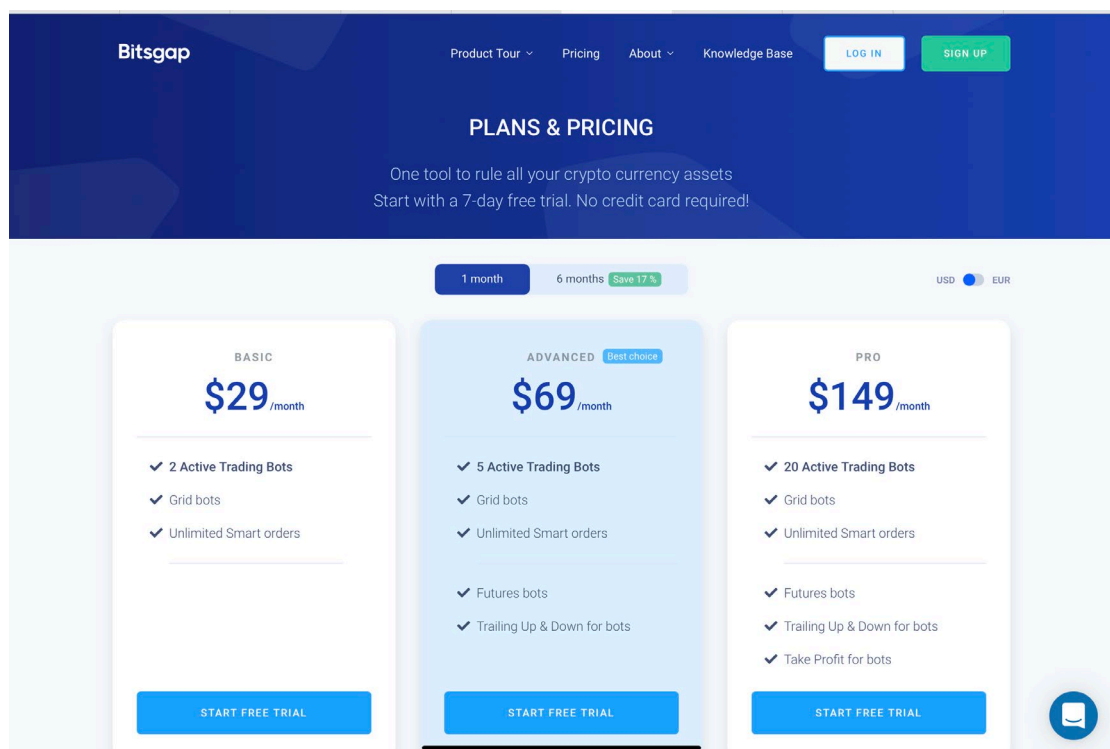 Bitsgap
Product Tour
Pricing
About
Knowledge Base
LOG IN
SIGN UP
PLANS & PRICING
One tool to rule all your crypto currency assets
Start with a 7-day free trial. No credit card required!
1 month
6 months Save 17 %
USD
EUR
BASIC
$29/month
2 Active Trading Bots
Grid bots
Unlimited Smart orders
START FREE TRIAL
ADVANCED Best choice
$69/month
5 Active Trading Bots
Grid bots
Unlimited Smart orders
Futures bots
Trailing Up & Down for bots
START FREE TRIAL
PRO
$149/month
20 Active Trading Bots
Grid bots
Unlimited Smart orders
Futures bots
Trailing Up & Down for bots
Take Profit for bots
START FREE TRIAL